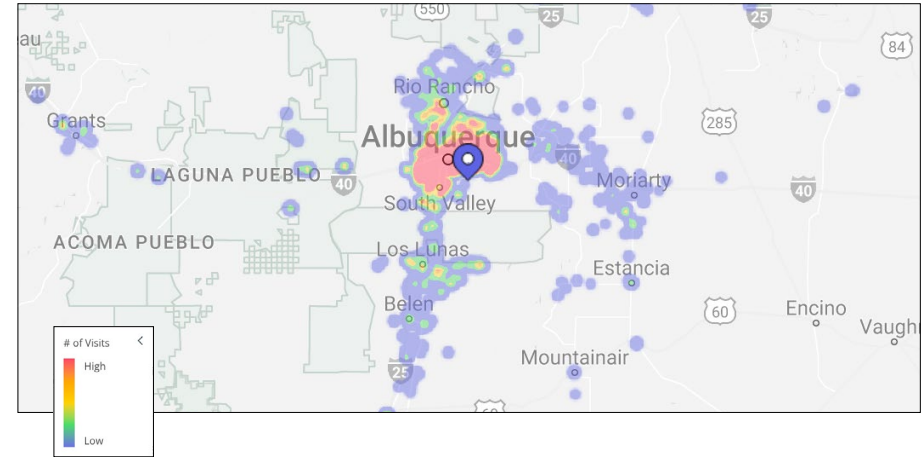 550
25
25
84
au
40
Rio Rancho
Grants
285
Albuquerque
40
LAGUNA PUEBLO
40
Moriarty
40
South Valley
ACOMA PUEBLO
Los Lunas
Estancia
Belen
60
Encino
# of Visits
Vaugh
High
Mountainair
25
60
Low